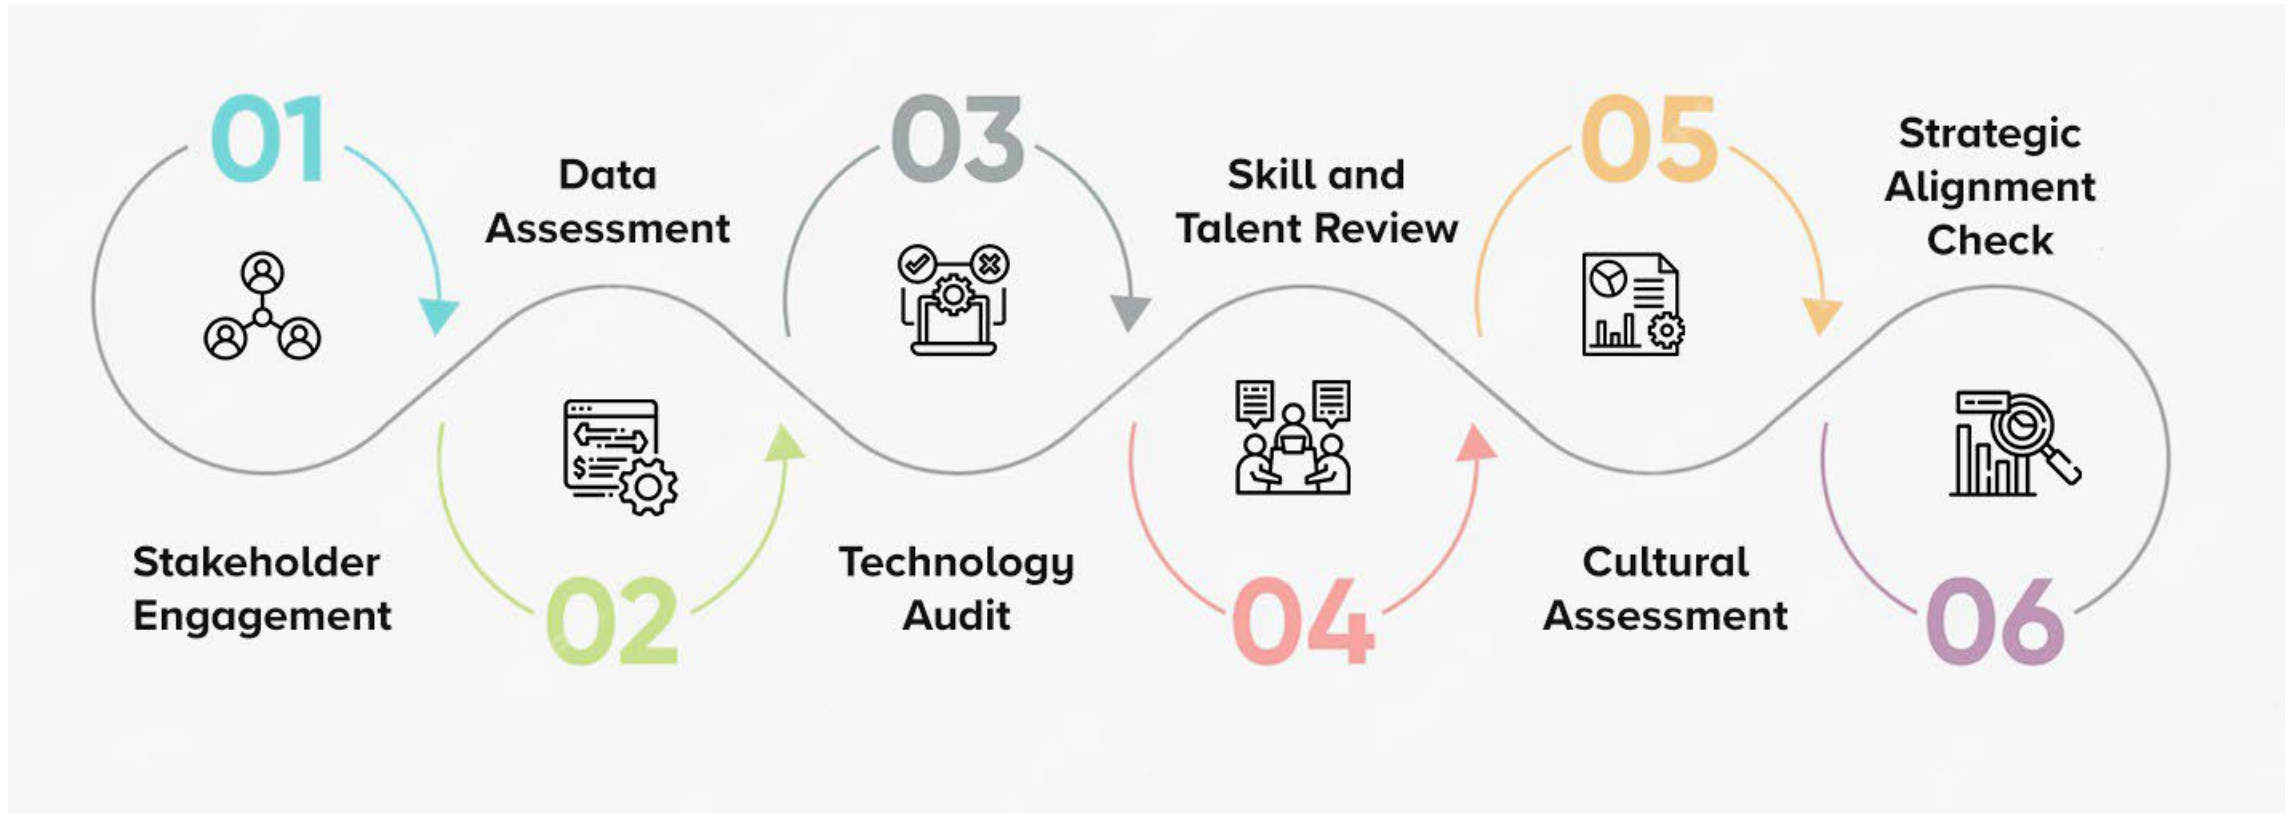 01
Stakeholder
Engagement
Data
Assessment
02
03
Technology
Audit
Skill and
Talent Review
04
05
Cultural
Assessment
Strategic
Alignment
Check
06